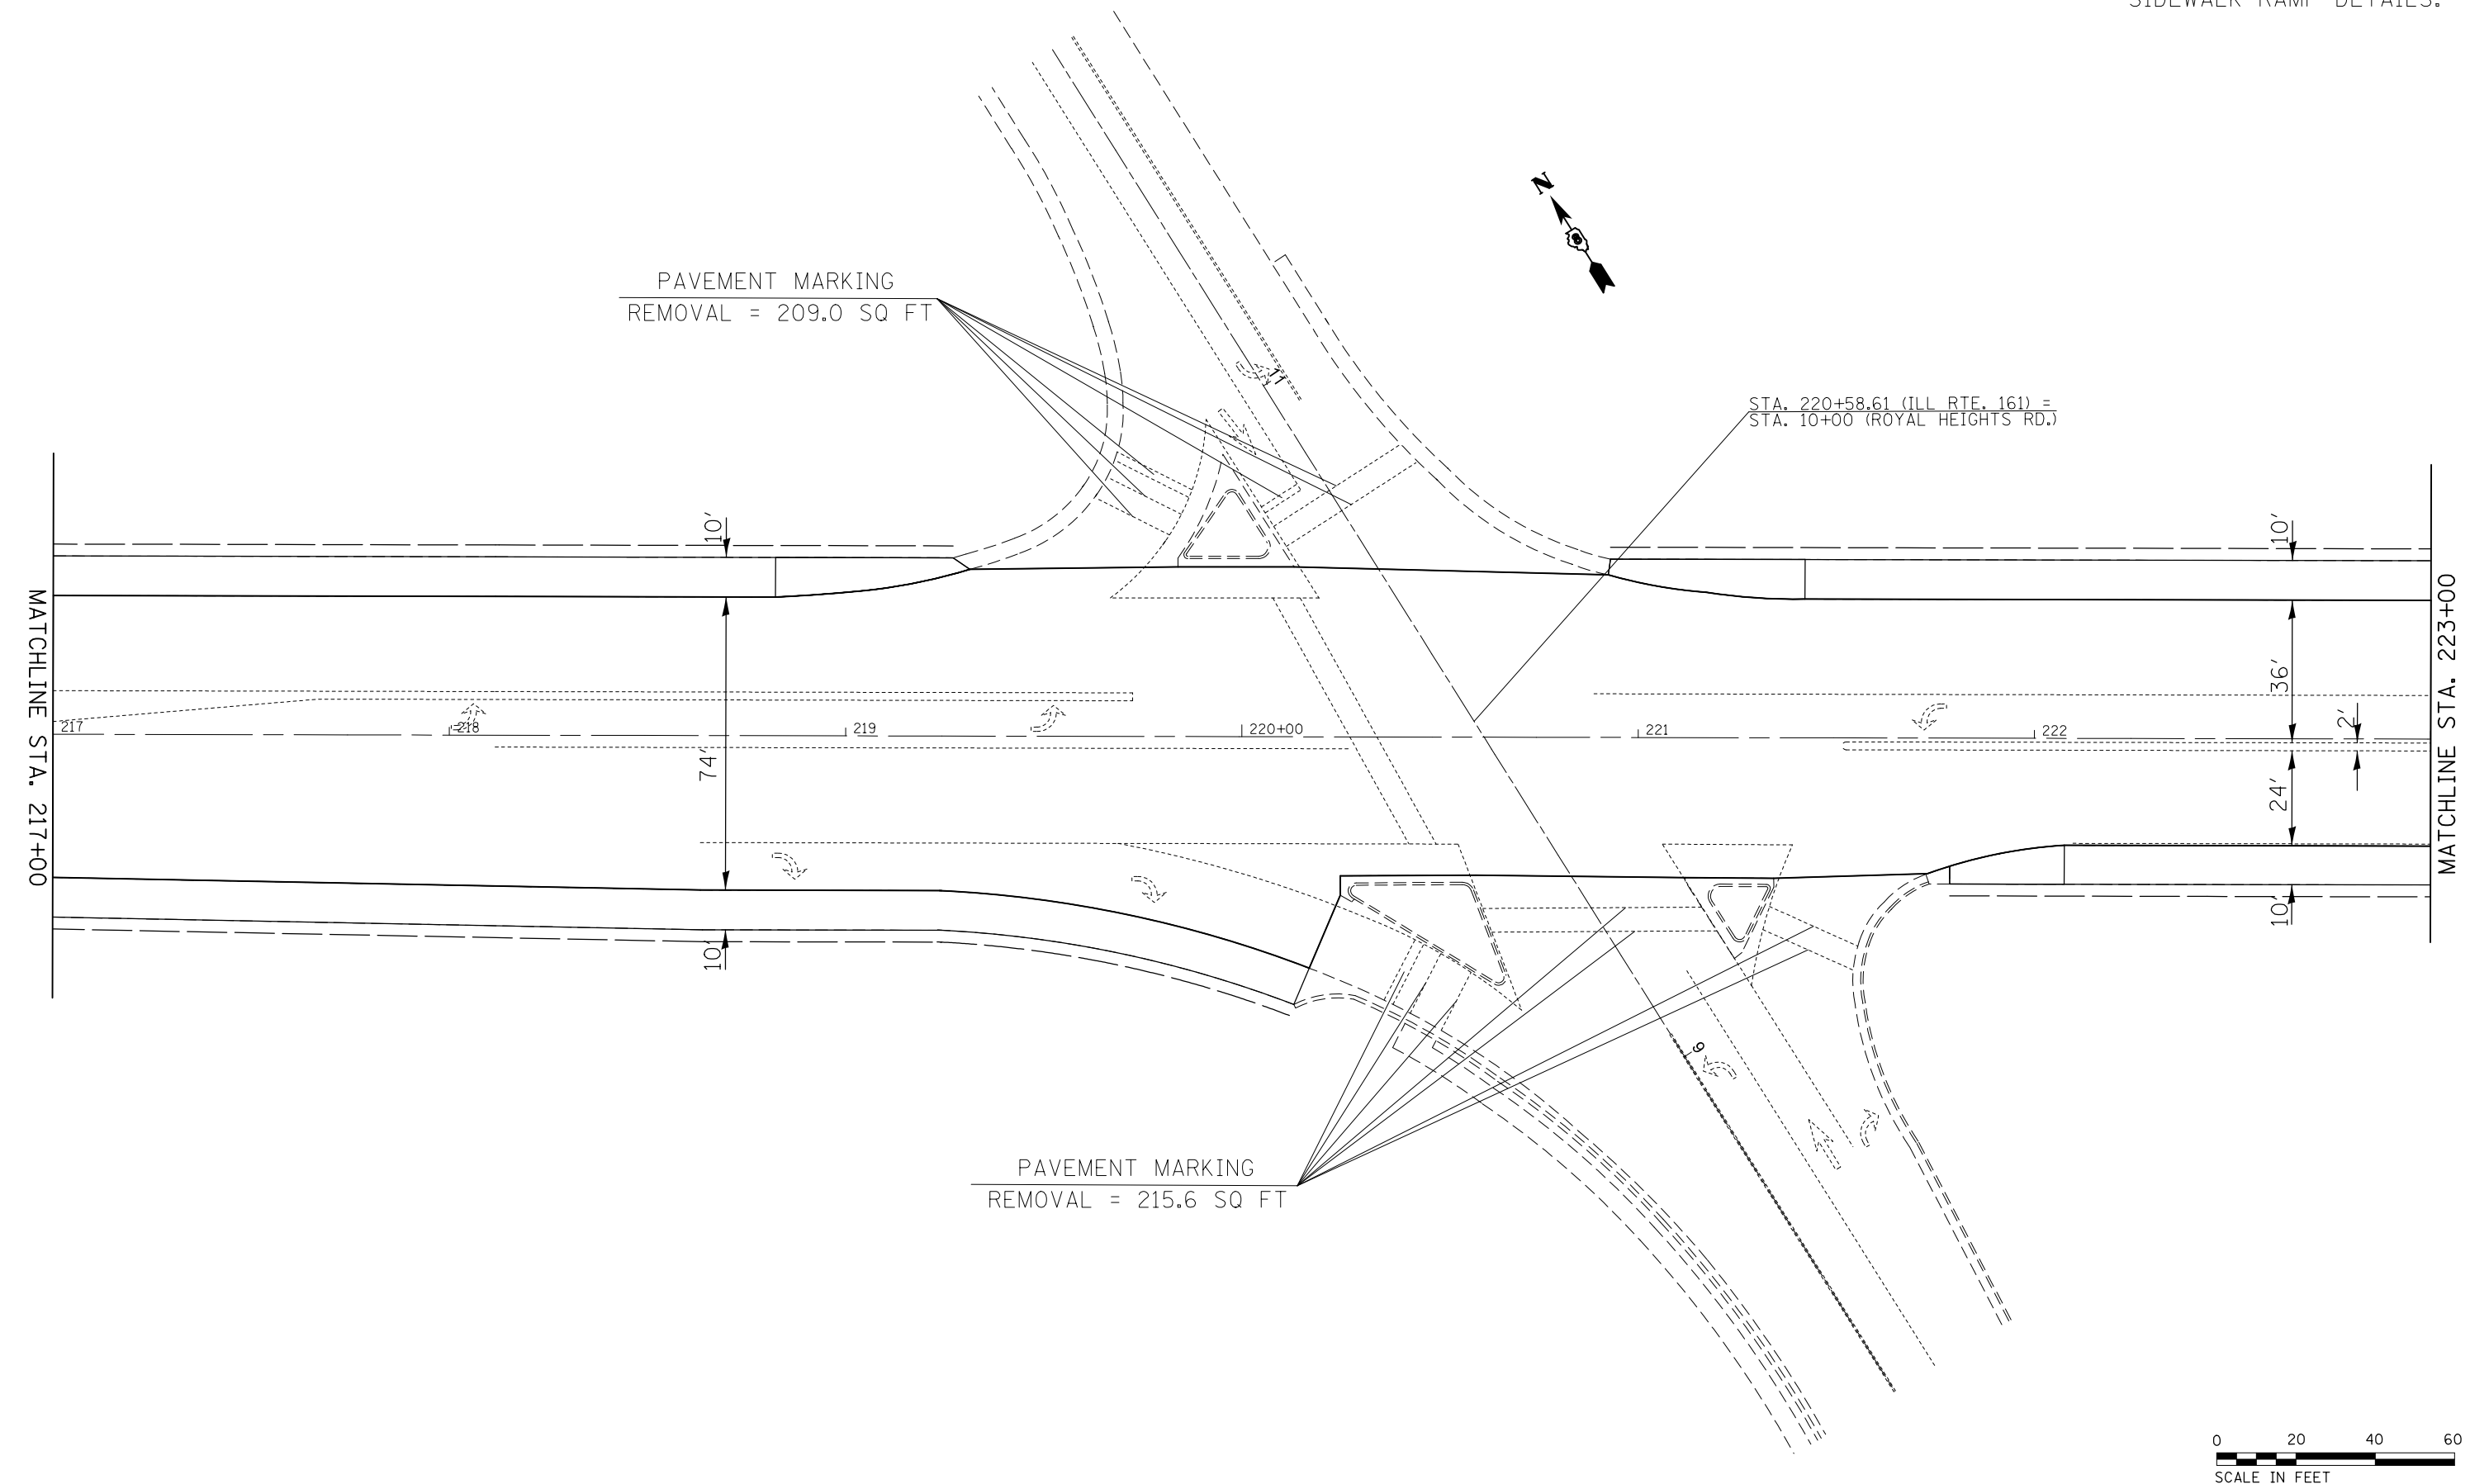 SIDEWALK RAMP DETAILS.
N
8
PAVEMENT MARKING
REMOVAL = 209.0 SQ FT
11
STA. 220+58.61 (ILL RTE. 161) =
STA. 10+00 (ROYAL HEIGHTS RD.)
10'
10'
MATCHLINE STA. 217+00
MATCHLINE STA. 223+00
36'
2'
217
218
219
220+00
221
222
74'
24'
10'
10'
9
PAVEMENT MARKING
REMOVAL = 215.6 SQ FT
0 20 40 60
SCALE IN FEET